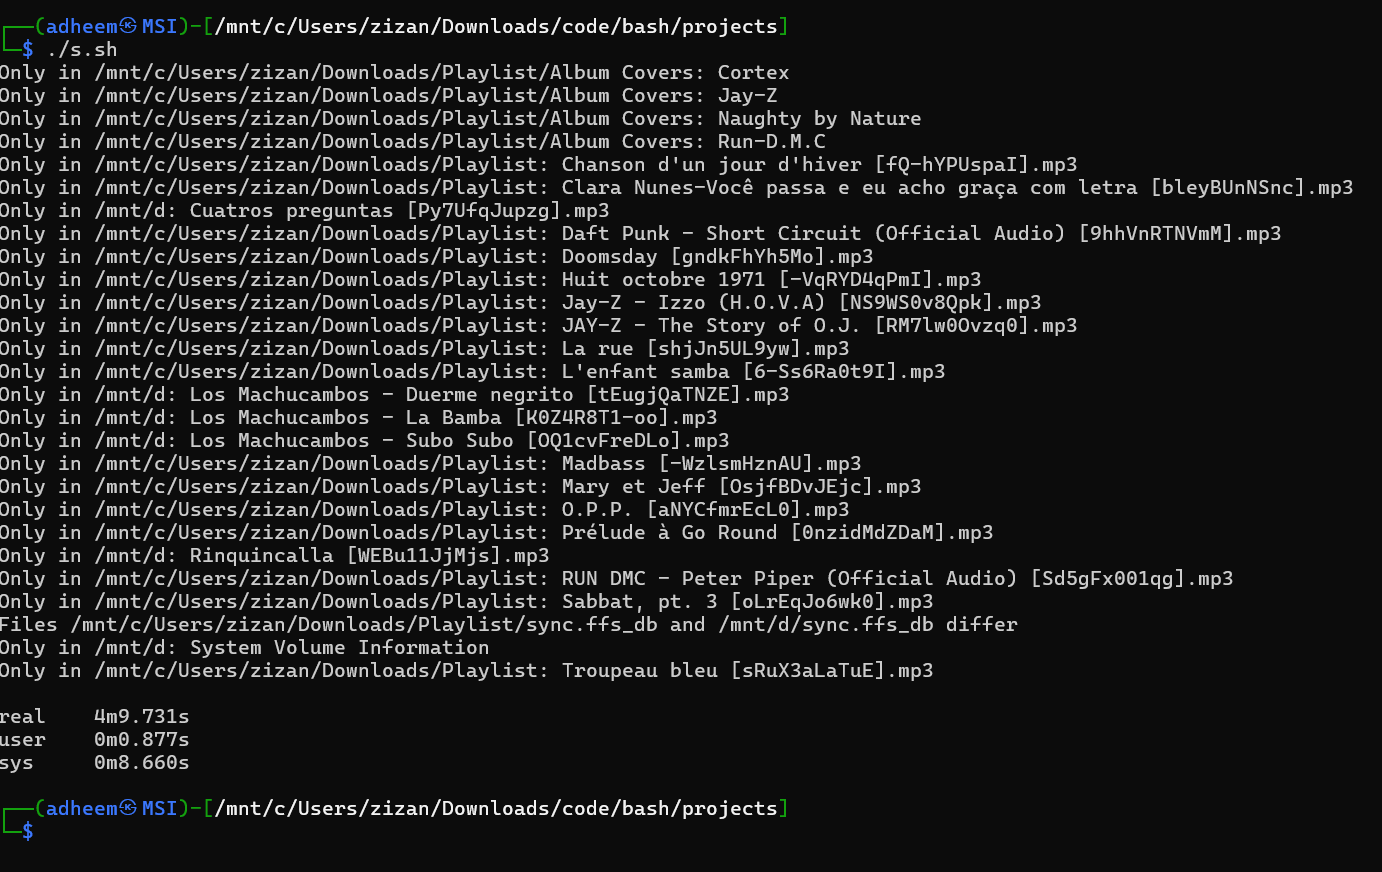 ┌──(adheem㉿MSI)-[/mnt/c/Users/zizan/Downloads/code/bash/projects]
└─$ ./s.sh
Only in /mnt/c/Users/zizan/Downloads/Playlist/Album Covers: Cortex
Only in /mnt/c/Users/zizan/Downloads/Playlist/Album Covers: Jay-Z
Only in /mnt/c/Users/zizan/Downloads/Playlist/Album Covers: Naughty by Nature
Only in /mnt/c/Users/zizan/Downloads/Playlist/Album Covers: Run-D.M.C
Only in /mnt/c/Users/zizan/Downloads/Playlist: Chanson d'un jour d'hiver [fQ-hYPUspaI].mp3
Only in /mnt/c/Users/zizan/Downloads/Playlist: Clara Nunes-Você passa e eu acho graça com letra [bleyBUnNSnc].mp3
Only in /mnt/d: Cuatros preguntas [Py7UfqJupzg].mp3
Only in /mnt/c/Users/zizan/Downloads/Playlist: Daft Punk - Short Circuit (Official Audio) [9hhVnRTNVmM].mp3
Only in /mnt/c/Users/zizan/Downloads/Playlist: Doomsday [gndkFhYh5Mo].mp3
Only in /mnt/c/Users/zizan/Downloads/Playlist: Huit octobre 1971 [-VqRYD4qPmI].mp3
Only in /mnt/c/Users/zizan/Downloads/Playlist: Jay-Z - Izzo (H.O.V.A) [NS9WS0v8Qpk].mp3
Only in /mnt/c/Users/zizan/Downloads/Playlist: JAY-Z - The Story of O.J. [RM7lw0Ovzq0].mp3
Only in /mnt/c/Users/zizan/Downloads/Playlist: La rue [shjJn5UL9yw].mp3
Only in /mnt/c/Users/zizan/Downloads/Playlist: L'enfant samba [6-Ss6Ra0t9I].mp3
Only in /mnt/d: Los Machucambos - Duerme negrito [tEugjQaTNZE].mp3
Only in /mnt/d: Los Machucambos - La Bamba [K0Z4R8T1-oo].mp3
Only in /mnt/d: Los Machucambos - Subo Subo [OQ1cvFreDLo].mp3
Only in /mnt/c/Users/zizan/Downloads/Playlist: Madbass [-WzlsmHznAU].mp3
Only in /mnt/c/Users/zizan/Downloads/Playlist: Mary et Jeff [OsjfBDvJEjc].mp3
Only in /mnt/c/Users/zizan/Downloads/Playlist: O.P.P. [aNYCfmrEcL0].mp3
Only in /mnt/c/Users/zizan/Downloads/Playlist: Prélude à Go Round [0nzidMdZDaM].mp3
Only in /mnt/d: Rinquincalla [WEBu11JjMjs].mp3
Only in /mnt/c/Users/zizan/Downloads/Playlist: RUN DMC - Peter Piper (Official Audio) [Sd5gFx001qg].mp3
Only in /mnt/c/Users/zizan/Downloads/Playlist: Sabbat, pt. 3 [oLrEqJo6wk0].mp3
Files /mnt/c/Users/zizan/Downloads/Playlist/sync.ffs_db and /mnt/d/sync.ffs_db differ
Only in /mnt/d: System Volume Information
Only in /mnt/c/Users/zizan/Downloads/Playlist: Troupeau bleu [sRuX3aLaTuE].mp3
real    4m9.731s
user    0m0.877s
sys     0m8.660s
┌──(adheem㉿MSI)-[/mnt/c/Users/zizan/Downloads/code/bash/projects]
└─$